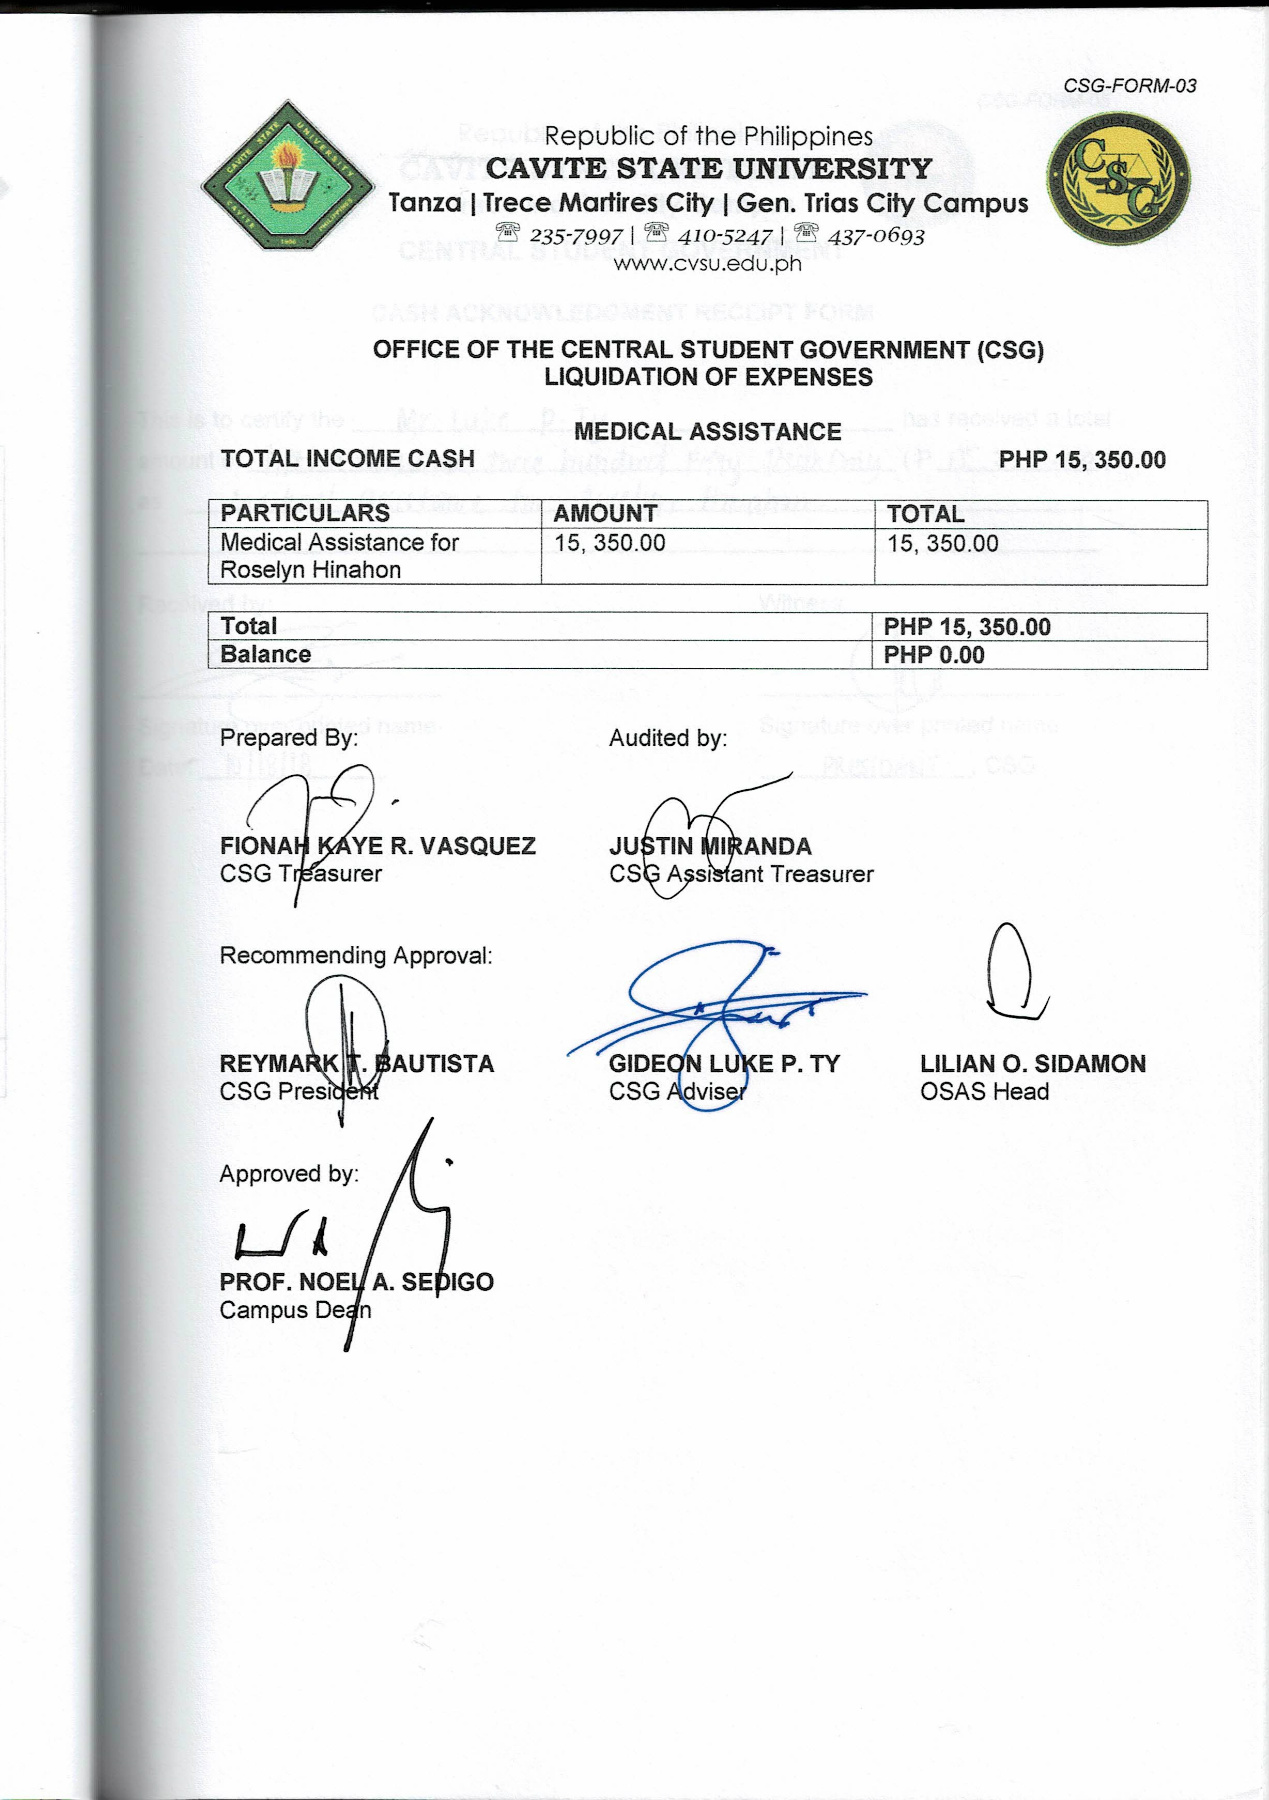 CSG-FORM-03
Republic of the Philippines
CAVITE STATE UNIVERSITY
Tanza | Trece Martires City | Gen. Trias City Campus
☏ 235-7997 | ☏ 410-5247 | ☏ 437-0693
www.cvsu.edu.ph
OFFICE OF THE CENTRAL STUDENT GOVERNMENT (CSG)
LIQUIDATION OF EXPENSES
MEDICAL ASSISTANCE
TOTAL INCOME CASH PHP 15, 350.00
PARTICULARS AMOUNT TOTAL
Medical Assistance for 15, 350.00 15, 350.00
Roselyn Hinahon
Total PHP 15, 350.00
Balance PHP 0.00
Prepared By: Audited by:
FIONAH KAYE R. VASQUEZ JUSTIN MIRANDA
CSG Treasurer CSG Assistant Treasurer
Recommending Approval:
REYMARK T. BAUTISTA GIDEON LUKE P. TY LILIAN O. SIDAMON
CSG President CSG Adviser OSAS Head
Approved by:
PROF. NOEL A. SEDIGO
Campus Dean